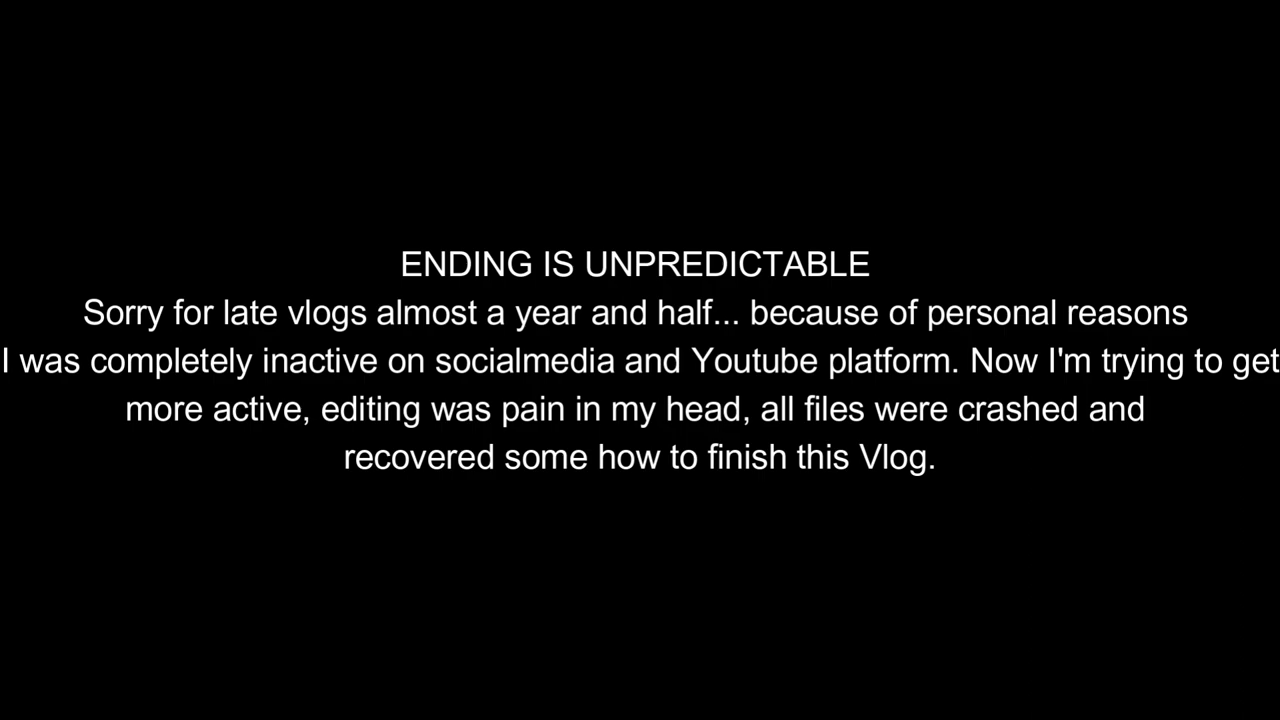 ENDING IS UNPREDICTABLE
Sorry for late vlogs almost a year and half... because of personal reasons
I was completely inactive on socialmedia and Youtube platform. Now I'm trying to get
more active, editing was pain in my head, all files were crashed and
recovered some how to finish this Vlog.